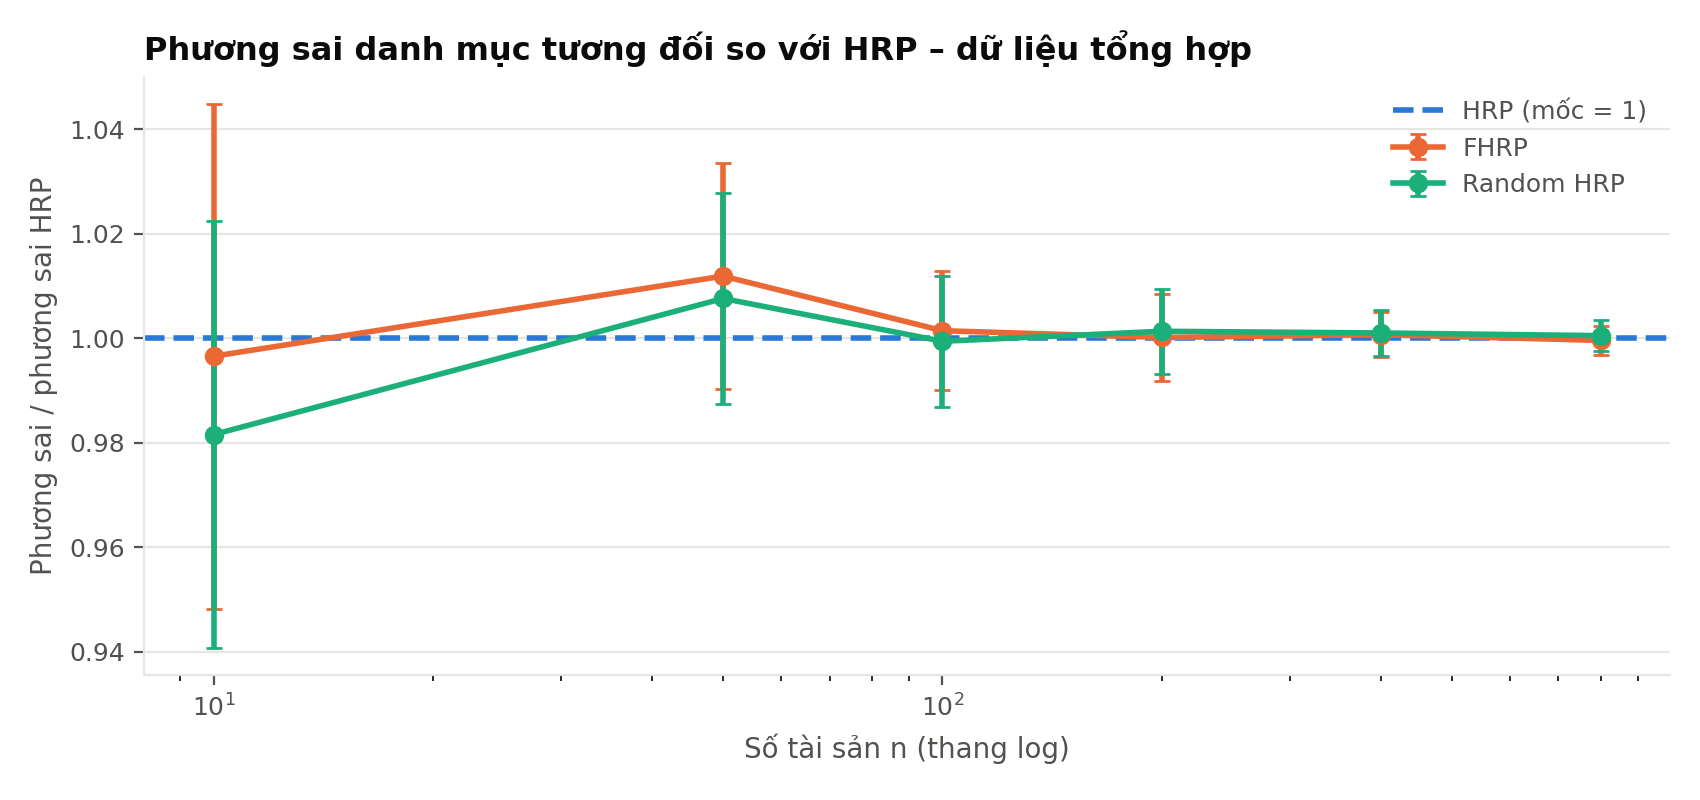 Phương sai danh mục tương đối so với HRP – dữ liệu tổng hợp
HRP (mốc = 1)
FHRP
Random HRP
Phương sai / phương sai HRP
1.04
1.02
1.00
0.98
0.96
0.94
10¹
10²
Số tài sản n (thang log)